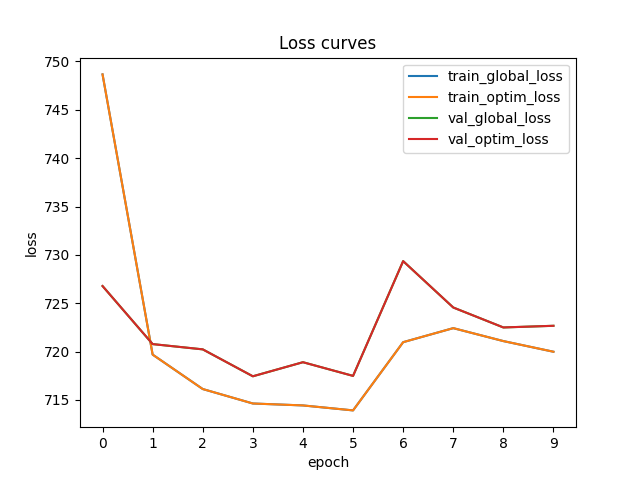 Loss curves
750
745
740
735
730
725
720
715
loss
train_global_loss
train_optim_loss
val_global_loss
val_optim_loss
0 1 2 3 4 5 6 7 8 9
epoch